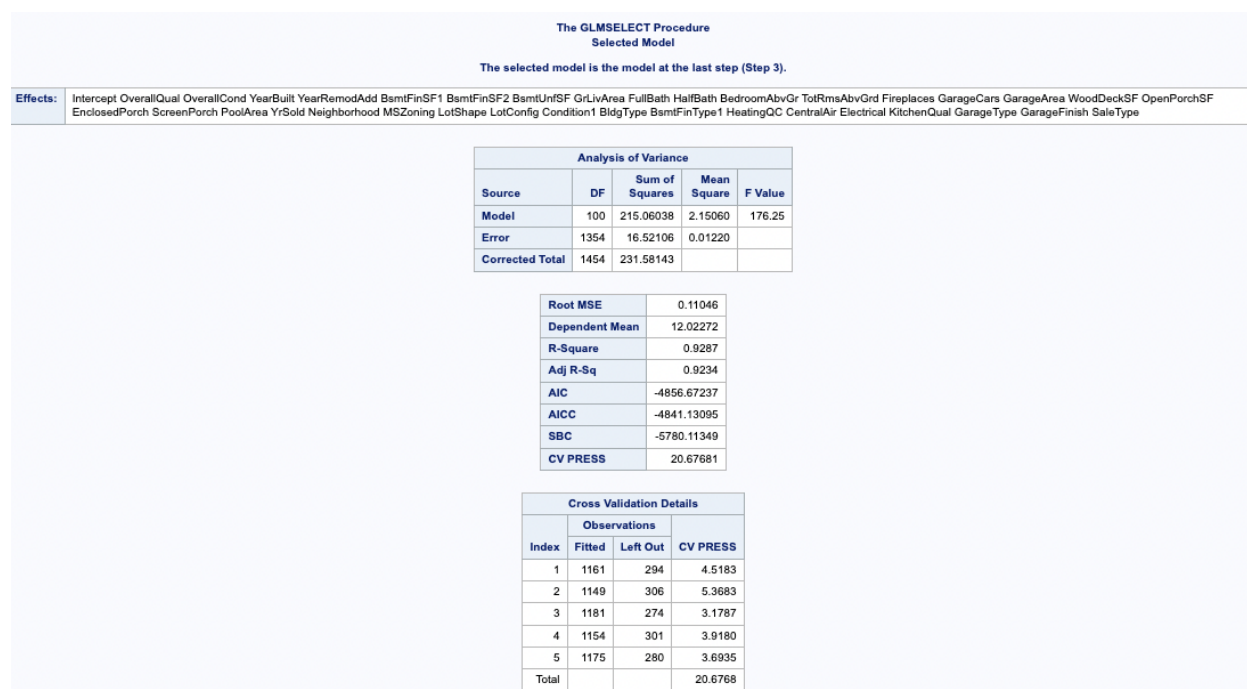 The GLMSELECT Procedure
Selected Model
The selected model is the model at the last step (Step 3).
Effects: Intercept OverallQual OverallCond YearBuilt YearRemodAdd BsmtFinSF1 BsmtFinSF2 BsmtUnfSF GrLivArea FullBath HalfBath BedroomAbvGr TotRmsAbvGrd Fireplaces GarageCars GarageArea WoodDeckSF OpenPorchSF
EnclosedPorch ScreenPorch PoolArea YrSold Neighborhood MSZoning LotShape LotConfig Condition1 BldgType BsmtFinType1 HeatingQC CentralAir Electrical KitchenQual GarageType GarageFinish SaleType
Analysis of Variance
Sum of Mean
Source DF Squares Square F Value
Model 100 215.06038 2.15060 176.25
Error 1354 16.52106 0.01220
Corrected Total 1454 231.58143
Root MSE 0.11046
Dependent Mean 12.02272
R-Square 0.9287
Adj R-Sq 0.9234
AIC -4856.67237
AICC -4841.13095
SBC -5780.11349
CV PRESS 20.67681
Cross Validation Details
Observations
Index Fitted Left Out CV PRESS
1 1161 294 4.5183
2 1149 306 5.3683
3 1181 274 3.1787
4 1154 301 3.9180
5 1175 280 3.6935
Total 20.6768